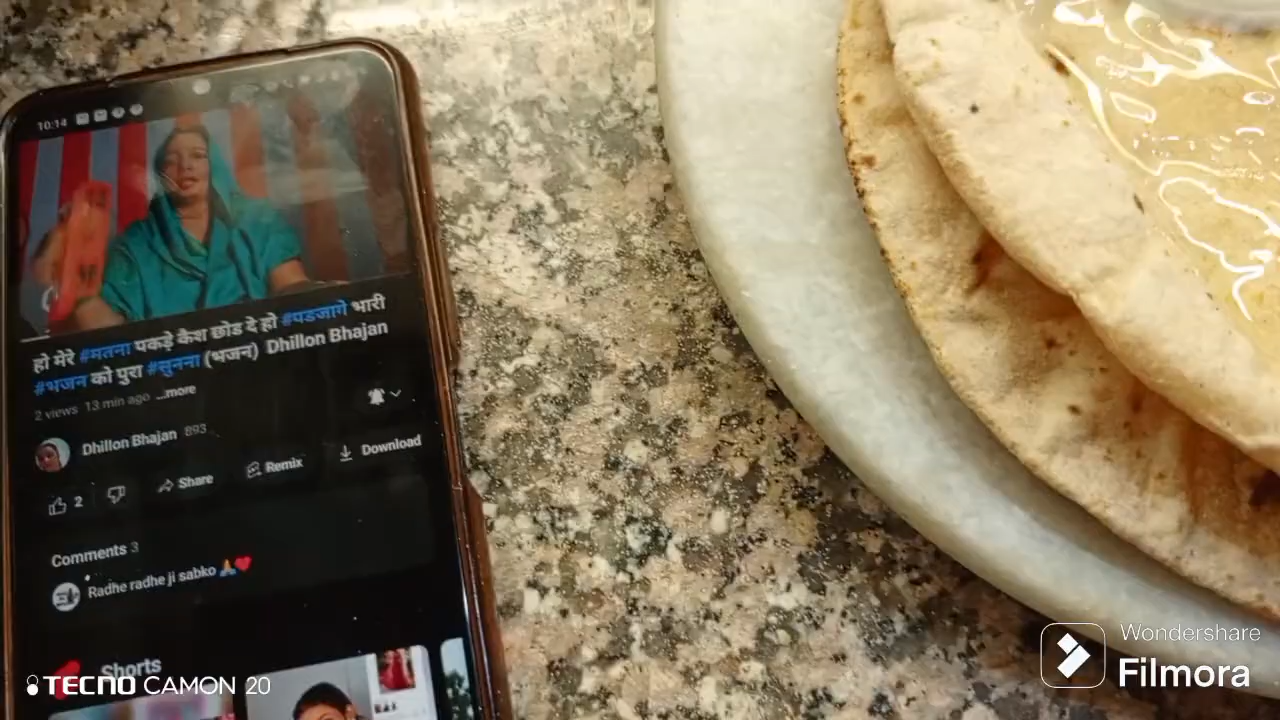 10:14
हो मेरे #मतना पकड़े कैश छोड दे हो #पडजागे भारी
#भजन को पुरा #सुनना (भजन) Dhillon Bhajan
2 views 13 min ago ...more
Dhillon Bhajan 893
2 Share Remix Download
Comments 3
Radhe radhe ji sabko 🙏❤️
Shorts
TECNO CAMON 20
Wondershare
Filmora